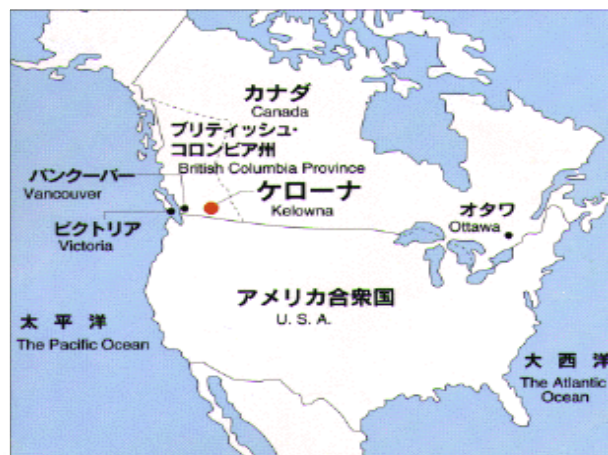 カナダ
Canada
ブリティッシュ・
コロンビア州
British Columbia Province
バンクーバー
Vancouver
ケローナ
Kelowna
ビクトリア
Victoria
オタワ
Ottawa
アメリカ合衆国
U. S. A.
太 平 洋
The Pacific Ocean
大 西 洋
The Atlantic
Ocean